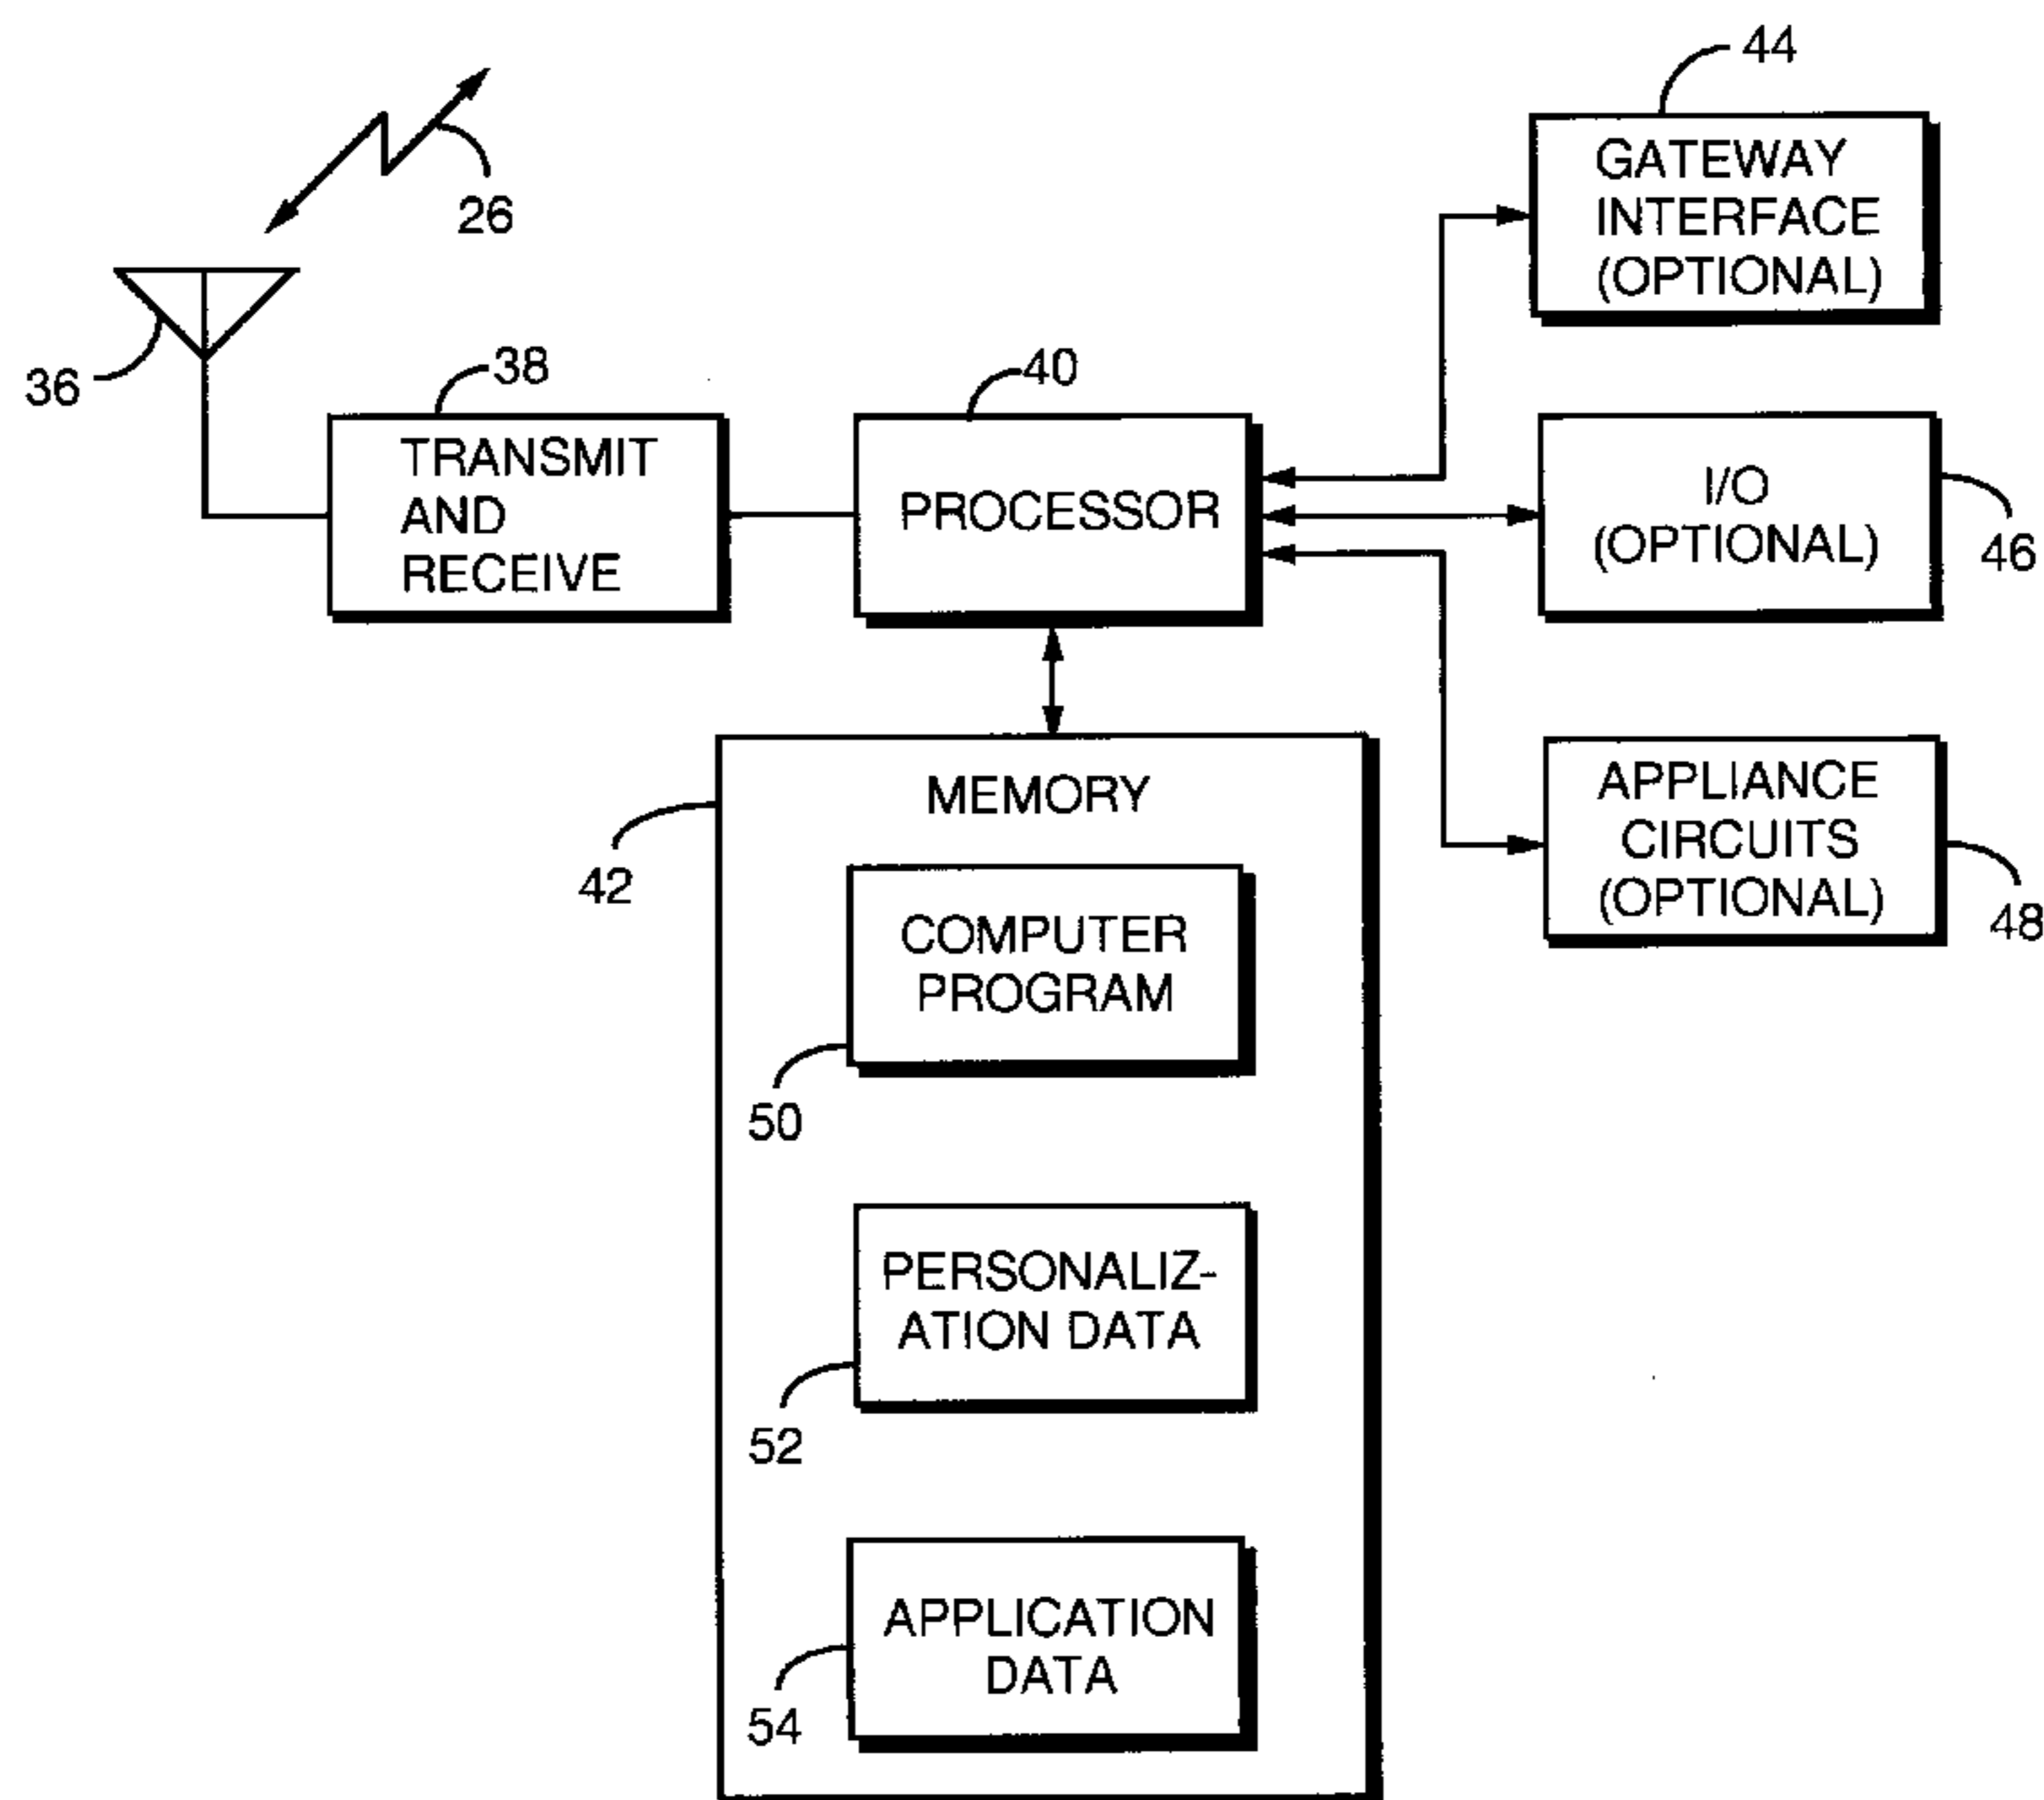 44
GATEWAY
INTERFACE
(OPTIONAL)
26
36
38
TRANSMIT
AND
RECEIVE
40
PROCESSOR
I/O
(OPTIONAL)
46
MEMORY
42
APPLIANCE
CIRCUITS
(OPTIONAL)
48
COMPUTER
PROGRAM
50
PERSONALIZ-
ATION DATA
52
APPLICATION
DATA
54